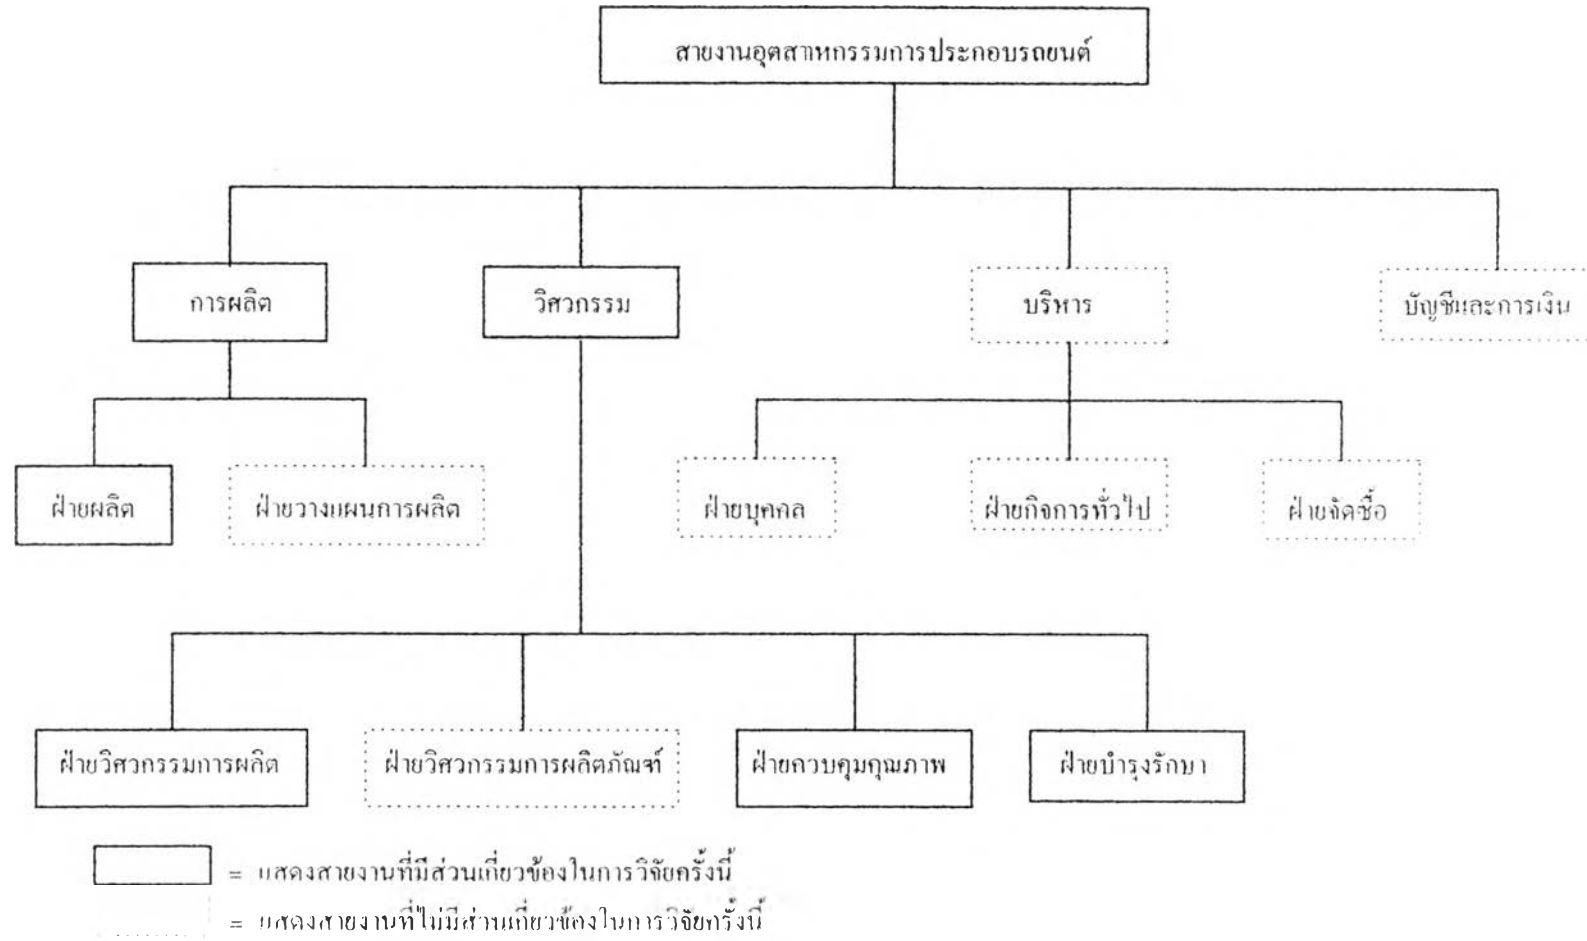 สายงานอุตสาหกรรมการประกอบรถยนต์
การผลิต
วิศวกรรม
บริหาร
บัญชีและการเงิน
ฝ่ายผลิต
ฝ่ายวางแผนการผลิต
ฝ่ายบุคคล
ฝ่ายกิจการทั่วไป
ฝ่ายจัดซื้อ
ฝ่ายวิศวกรรมการผลิต
ฝ่ายวิศวกรรมการผลิตภัณฑ์
ฝ่ายควบคุมคุณภาพ
ฝ่ายบำรุงรักษา
= แสดงสายงานที่มีส่วนเกี่ยวข้องในการวิจัยครั้งนี้
= แสดงสายงานที่ไม่มีส่วนเกี่ยวข้องในการวิจัยครั้งนี้